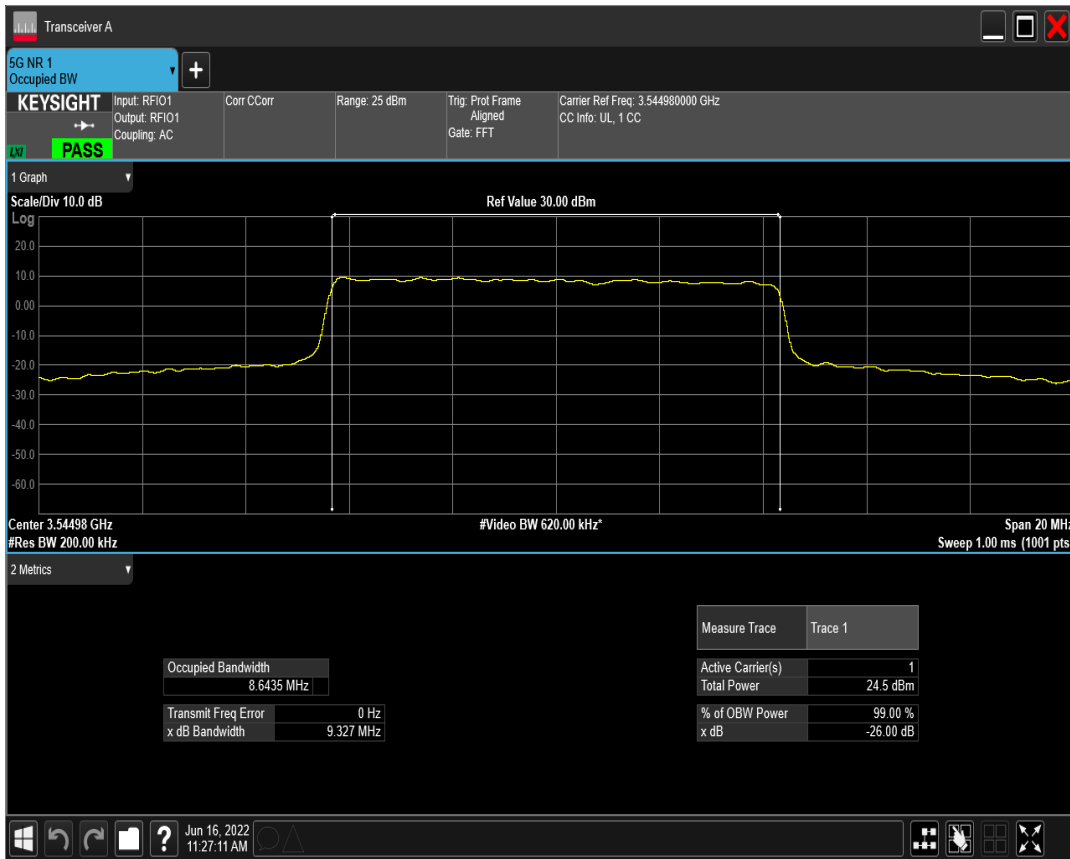 Transceiver A
5G NR 1
Occupied BW
+
KEYSIGHT
LXI
PASS
Input: RFIO1
Output: RFIO1
Coupling: AC
Corr CCorr
Range: 25 dBm
Trig: Prot Frame
Aligned
Gate: FFT
Carrier Ref Freq: 3.544980000 GHz
CC Info: UL, 1 CC
1 Graph
Scale/Div 10.0 dB
Ref Value 30.00 dBm
Log
20.0
10.0
0.00
-10.0
-20.0
-30.0
-40.0
-50.0
-60.0
Center 3.54498 GHz
#Video BW 620.00 kHz*
Span 20 MHz
#Res BW 200.00 kHz
Sweep 1.00 ms (1001 pts
2 Metrics
Measure Trace Trace 1
Occupied Bandwidth
8.6435 MHz
Active Carrier(s) 1
Total Power 24.5 dBm
Transmit Freq Error 0 Hz
x dB Bandwidth 9.327 MHz
% of OBW Power 99.00 %
x dB -26.00 dB
?
Jun 16, 2022
11:27:11 AM